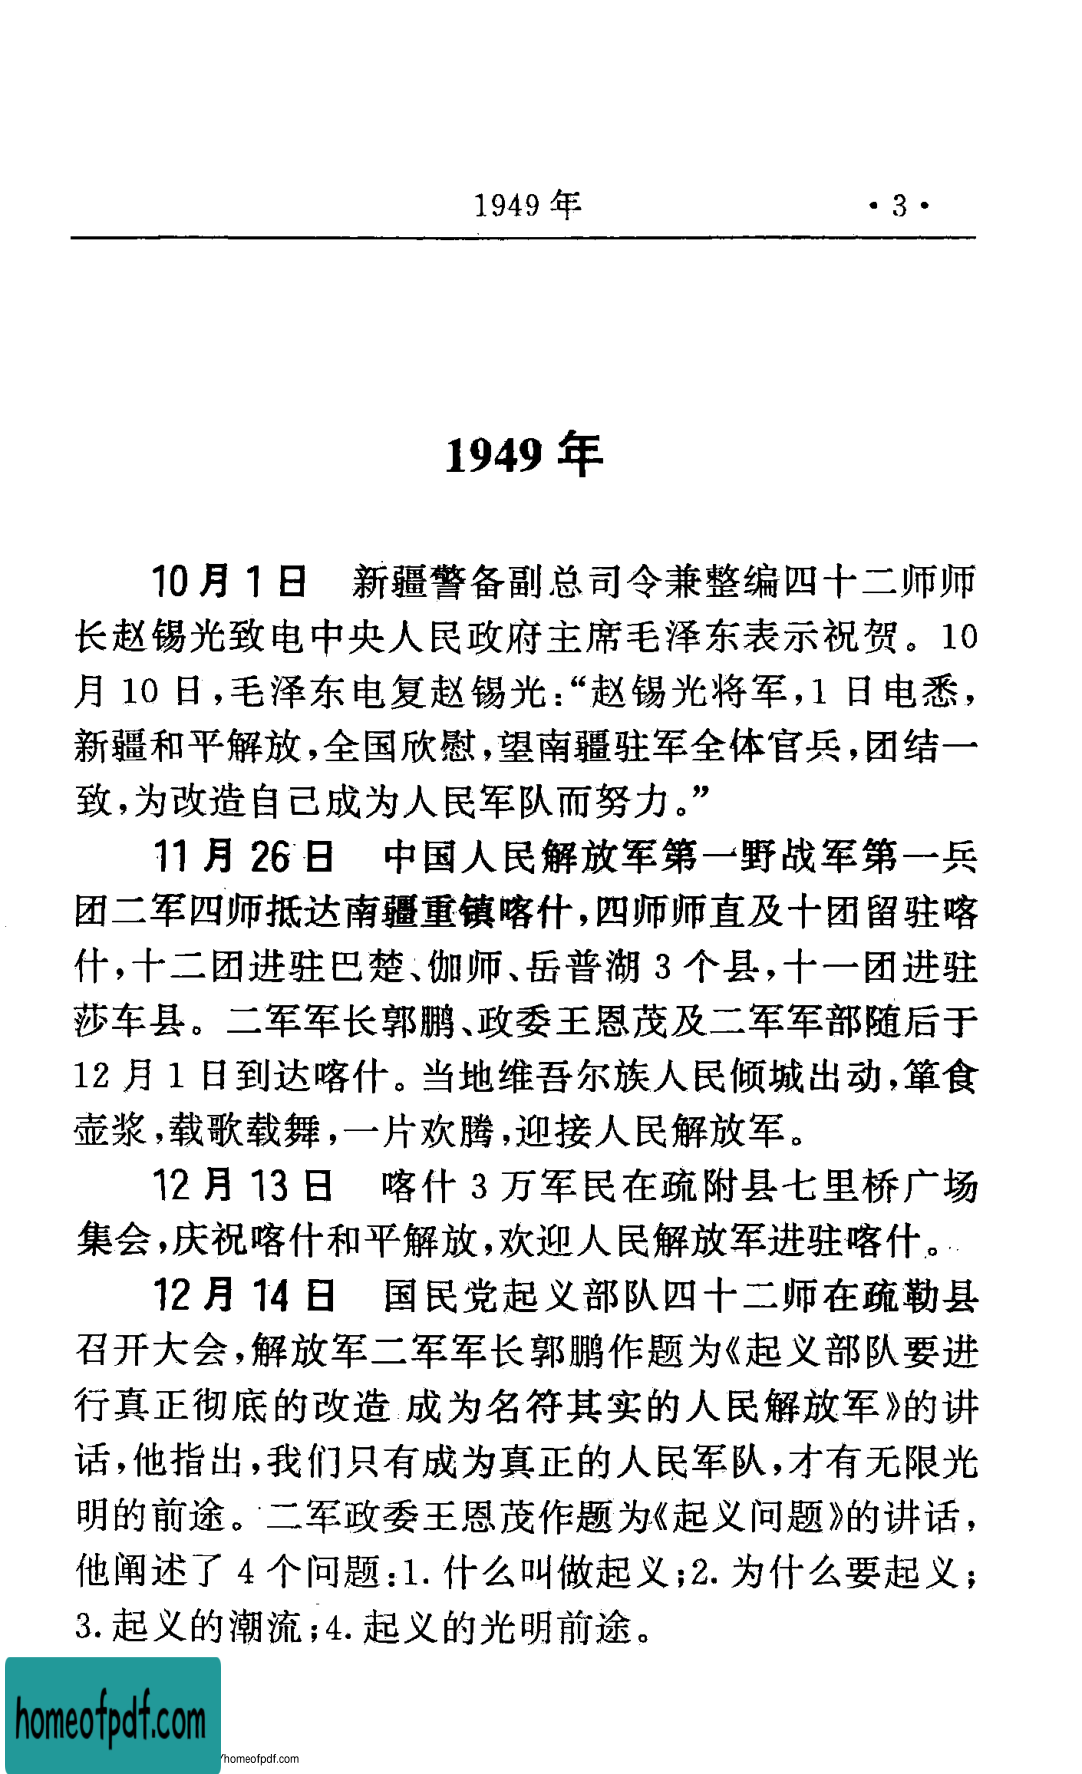 1949 年 · 3 ·
1949 年
10 月 1 日 新疆警备副总司令兼整编四十二师师
长赵锡光致电中央人民政府主席毛泽东表示祝贺。10
月 10 日，毛泽东电复赵锡光：“赵锡光将军，1 日电悉，
新疆和平解放，全国欣慰，望南疆驻军全体官兵，团结一
致，为改造自己成为人民军队而努力。”
11 月 26 日 中国人民解放军第一野战军第一兵
团二军四师抵达南疆重镇喀什，四师师直及十团留驻喀
什，十二团进驻巴楚、伽师、岳普湖 3 个县，十一团进驻
莎车县。二军军长郭鹏、政委王恩茂及二军军部随后于
12 月 1 日到达喀什。当地维吾尔族人民倾城出动，箪食
壶浆，载歌载舞，一片欢腾，迎接人民解放军。
12 月 13 日 喀什 3 万军民在疏附县七里桥广场
集会，庆祝喀什和平解放，欢迎人民解放军进驻喀什。
12 月 14 日 国民党起义部队四十二师在疏勒县
召开大会，解放军二军军长郭鹏作题为《起义部队要进
行真正彻底的改造 成为名符其实的人民解放军》的讲
话，他指出，我们只有成为真正的人民军队，才有无限光
明的前途。二军政委王恩茂作题为《起义问题》的讲话，
他阐述了 4 个问题：1. 什么叫做起义；2. 为什么要起义；
3. 起义的潮流；4. 起义的光明前途。
homeofpdf.com
/homeofpdf.com